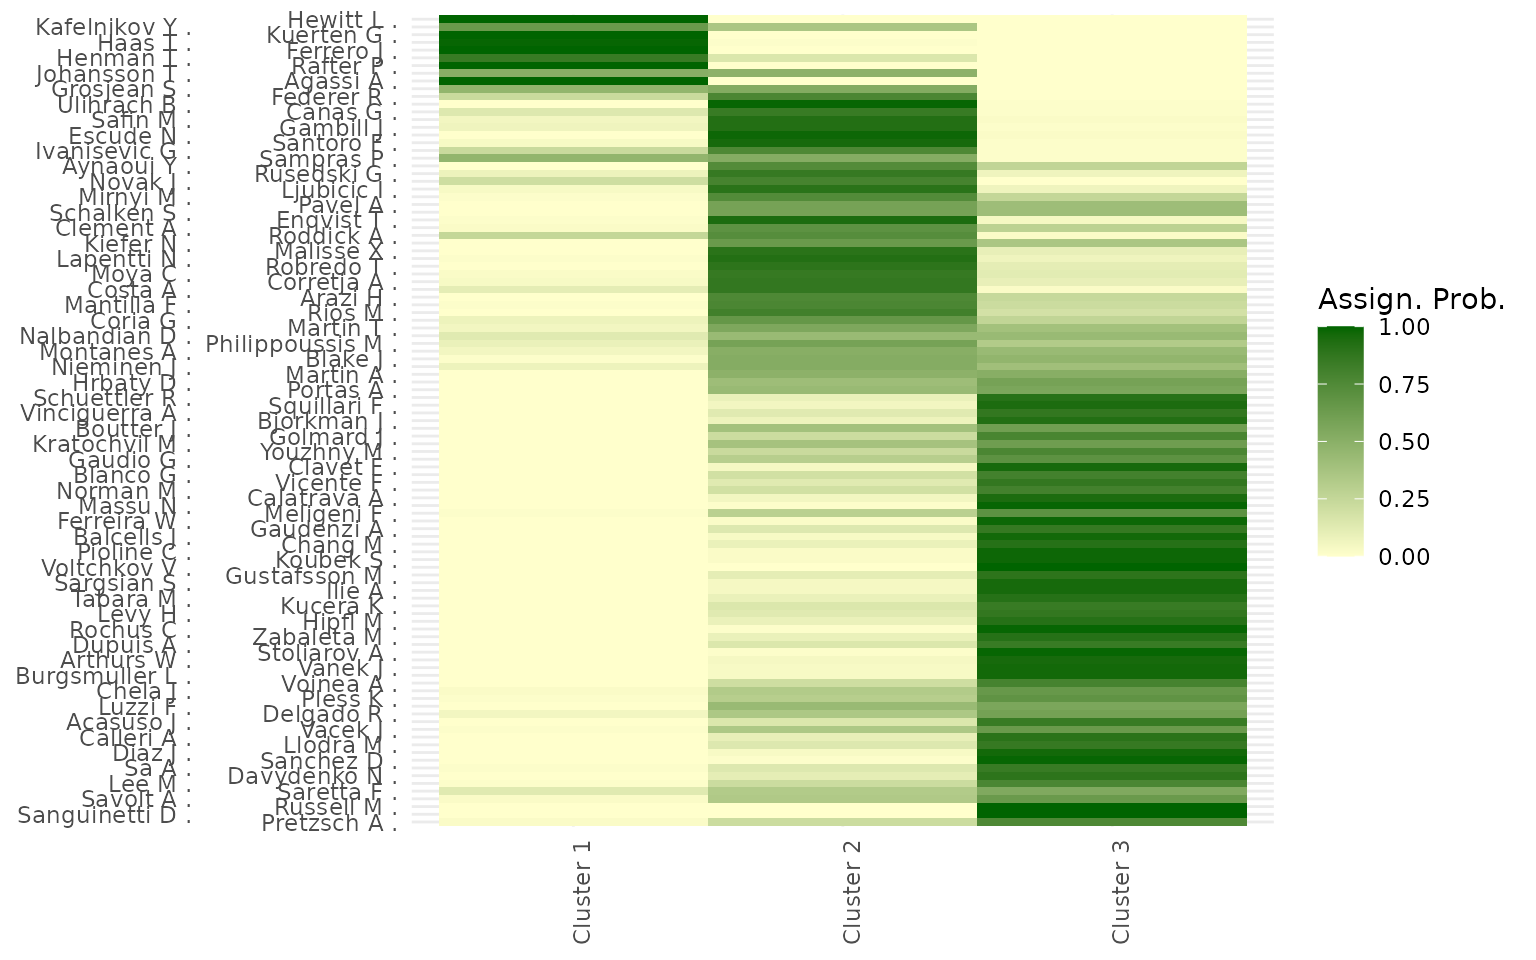 Hewitt L .
Kafelnikov Y .
Kuerten G .
Haas T .
Ferrero J .
Henman T .
Rafter P .
Johansson T .
Agassi A .
Grosjean S .
Federer R .
Ulihrach B .
Canas G .
Safin M .
Gambill J .
Escude N .
Santoro F .
Ivanisevic G .
Sampras P .
Aynaoui Y .
Rusedski G .
Novak J .
Ljubicic I .
Mirnyi M .
Pavel A .
Schalken S .
Enqvist T .
Clement A .
Roddick A .
Kiefer N .
Malisse X .
Lapentti N .
Robredo T .
Moya C .
Corretja A .
Costa A .
Arazi H .
Mantilla F .
Rios M .
Coria G .
Martin T .
Nalbandian D .
Philippoussis M .
Montanes A .
Blake J .
Nieminen J .
Martin A .
Hrbaty D .
Portas A .
Schuettler R .
Squillari F .
Vinciguerra A .
Bjorkman J .
Boutter J .
Golmard J .
Kratochvil M .
Youzhny M .
Gaudio G .
Clavet F .
Blanco G .
Vicente F .
Norman M .
Calatrava A .
Massu N .
Meligeni F .
Ferreira W .
Gaudenzi A .
Balcells J .
Chang M .
Pioline C .
Koubek S .
Voltchkov V .
Gustafsson M .
Sargsian S .
Ilie A .
Tabara M .
Kucera K .
Levy H .
Hipfl M .
Rochus C .
Zabaleta M .
Dupuis A .
Stoliarov A .
Arthurs W .
Vanek J .
Burgsmuller L .
Voinea A .
Chela J .
Pless K .
Luzzi F .
Delgado R .
Acasuso J .
Vacek J .
Calleri A .
Llodra M .
Diaz J .
Sanchez D .
Sa A .
Davydenko N .
Lee M .
Saretta F .
Savolt A .
Russell M .
Sanguinetti D .
Pretzsch A .
Cluster 1
Cluster 2
Cluster 3
Assign. Prob.
1.00
0.75
0.50
0.25
0.00